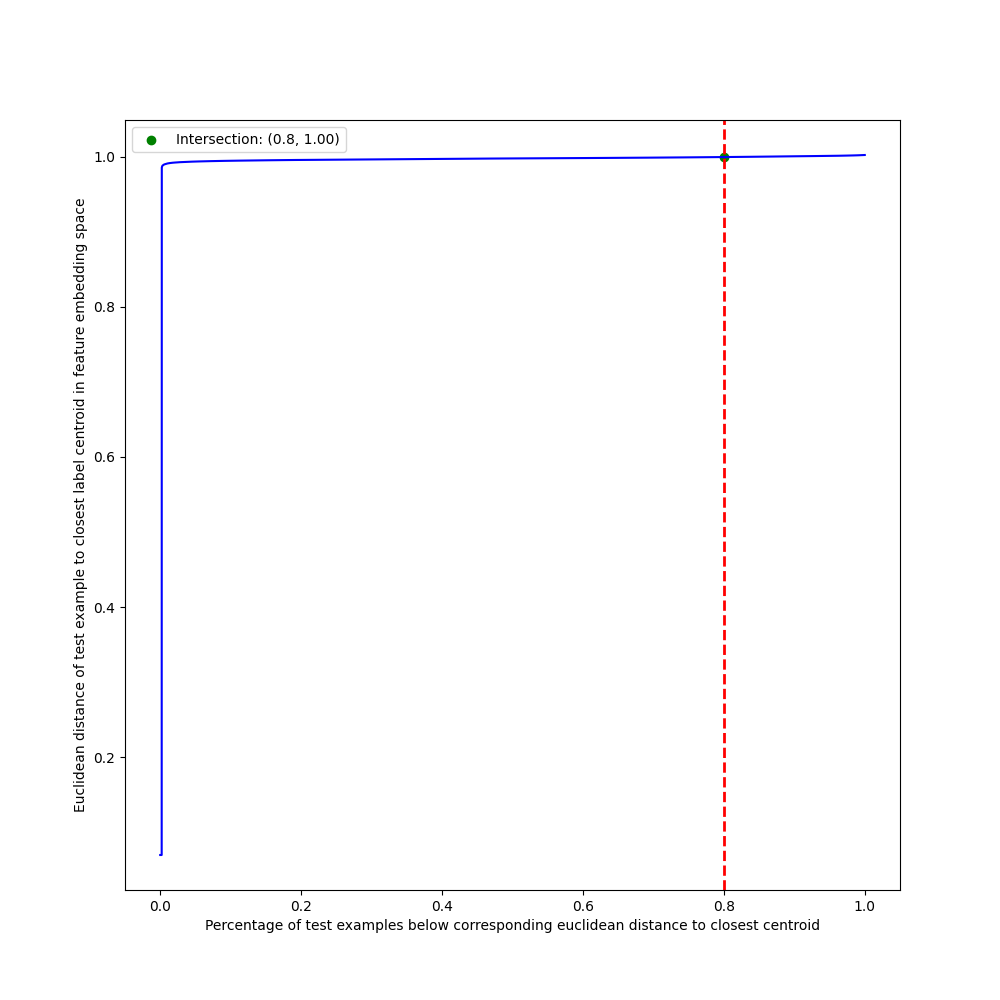 Intersection: (0.8, 1.00)
1.0
0.8
0.6
0.4
0.2
Euclidean distance of test example to closest label centroid in feature embedding space
0.0 0.2 0.4 0.6 0.8 1.0
Percentage of test examples below corresponding euclidean distance to closest centroid